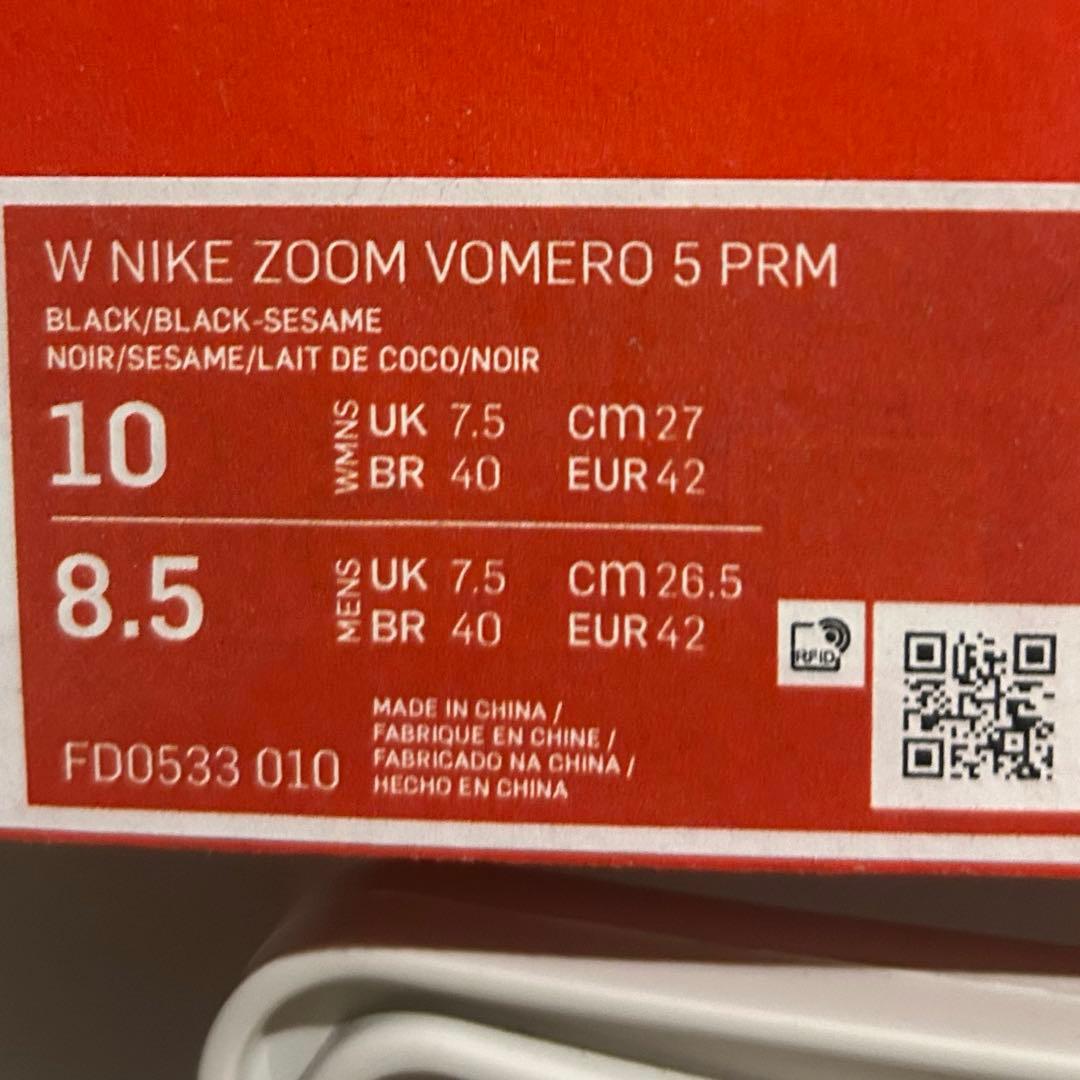 W NIKE ZOOM VOMERO 5 PRM
BLACK/BLACK-SESAME
NOIR/SESAME/LAIT DE COCO/NOIR
10 WMNS UK 7.5 cm 27
BR 40 EUR 42
8.5 MENS UK 7.5 cm 26.5
BR 40 EUR 42
RFID
MADE IN CHINA /
FABRIQUE EN CHINE /
FABRICADO NA CHINA /
HECHO EN CHINA
FD0533 010